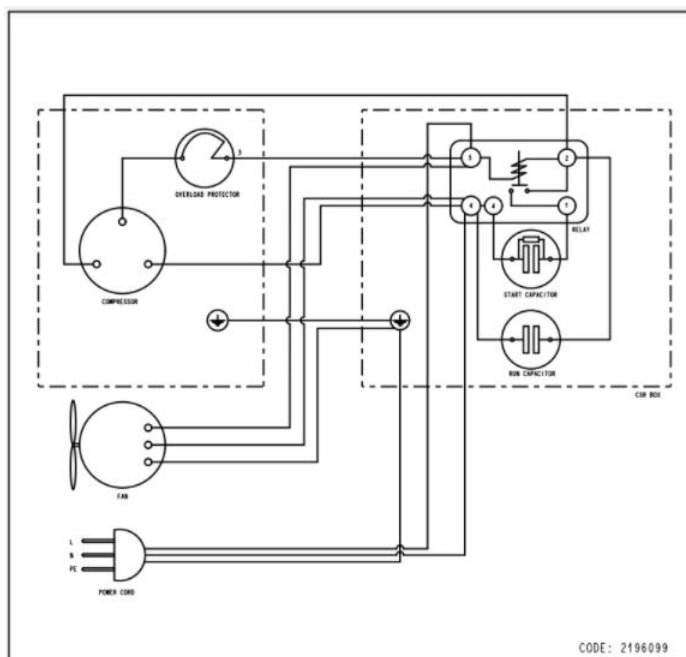 3
OVERLOAD PROTECTOR
COMPRESSOR
5
2
4
4
1
RELAY
START CAPACITOR
RUN CAPACITOR
CSR BOX
FAN
L
N
PE
POWER CORD
CODE: 2196099